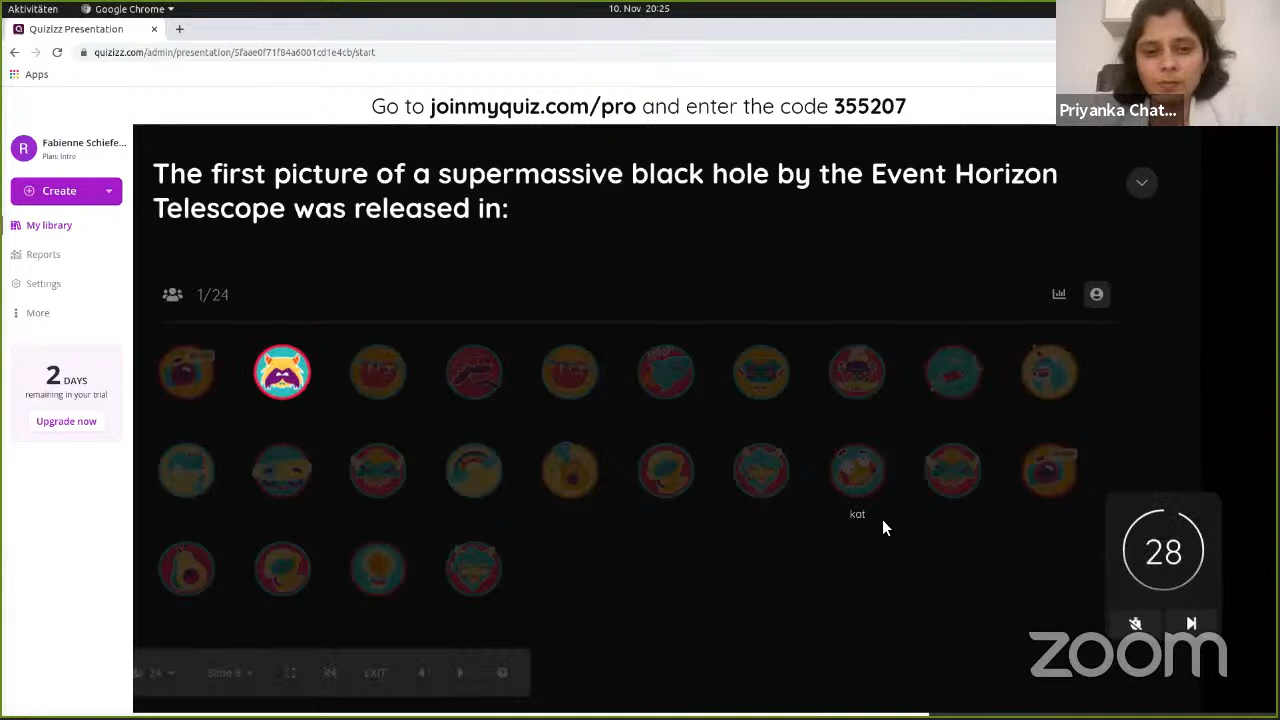 Aktivitäten
Google Chrome
10. Nov 20:25
Quizizz Presentation
quizizz.com/admin/presentation/5faae0f71f84a6001cd1e4cb/start
Apps
Go to joinmyquiz.com/pro and enter the code 355207
Priyanka Chat...
Fabienne Schiefe...
Plan: Intro
R
Create
My library
Reports
Settings
More
2 DAYS
remaining in your trial
Upgrade now
The first picture of a supermassive black hole by the Event Horizon
Telescope was released in:
1/24
kat
28
24
Slide 8
EXIT
zoom